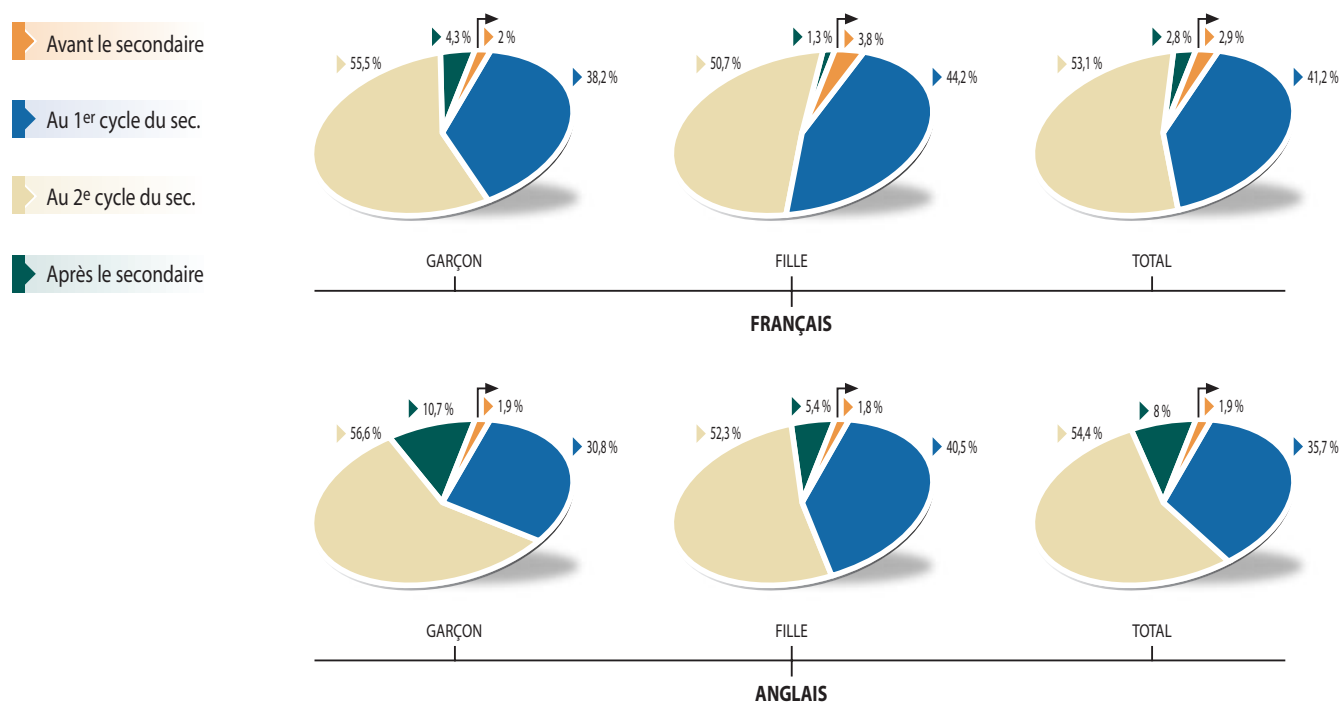 Avant le secondaire
Au 1er cycle du sec.
Au 2e cycle du sec.
Après le secondaire
4,3 % 2 %
55,5 % 38,2 %
GARÇON
1,3 % 3,8 %
50,7 % 44,2 %
FILLE
2,8 % 2,9 %
53,1 % 41,2 %
TOTAL
FRANÇAIS
10,7 % 1,9 %
56,6 % 30,8 %
GARÇON
5,4 % 1,8 %
52,3 % 40,5 %
FILLE
8 % 1,9 %
54,4 % 35,7 %
TOTAL
ANGLAIS